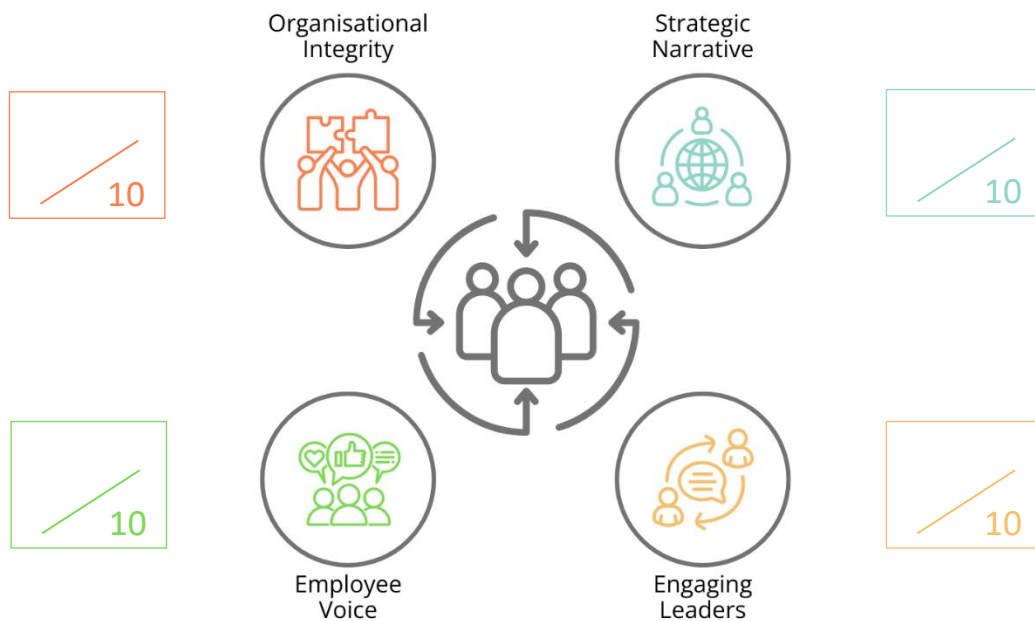 Organisational
Integrity
Strategic
Narrative
10
10
10
10
Employee
Voice
Engaging
Leaders